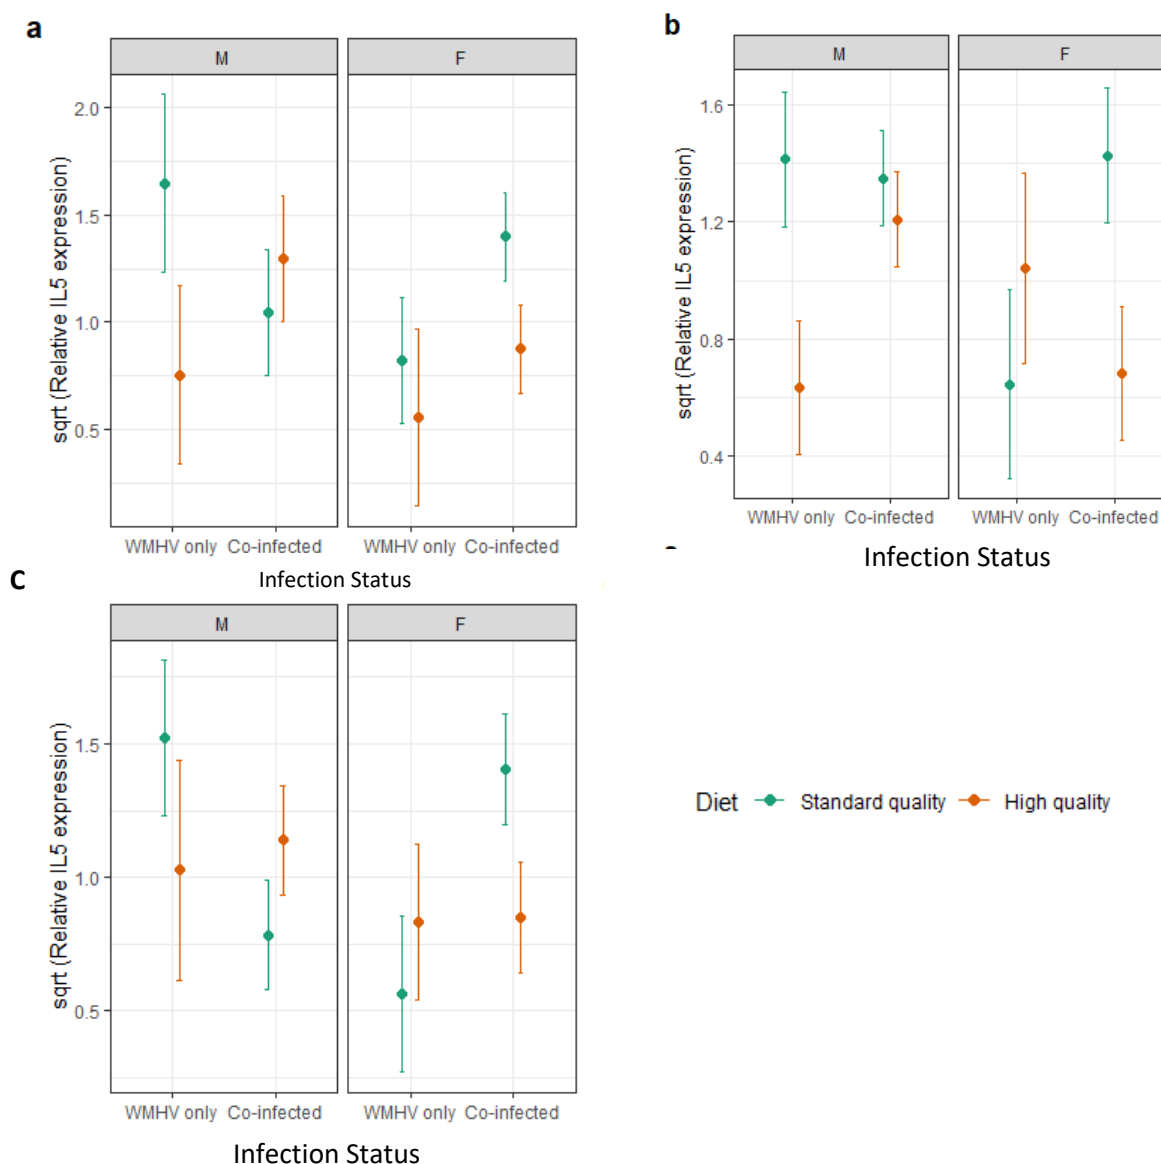 a
M F
sqrt (Relative IL5 expression)
2.0
1.5
1.0
0.5
WMHV only Co-infected WMHV only Co-infected
Infection Status
b
M F
sqrt (Relative IL5 expression)
1.6
1.2
0.8
0.4
WMHV only Co-infected WMHV only Co-infected
Infection Status
C
M F
sqrt (Relative IL5 expression)
1.5
1.0
0.5
WMHV only Co-infected WMHV only Co-infected
Infection Status
Diet Standard quality High quality